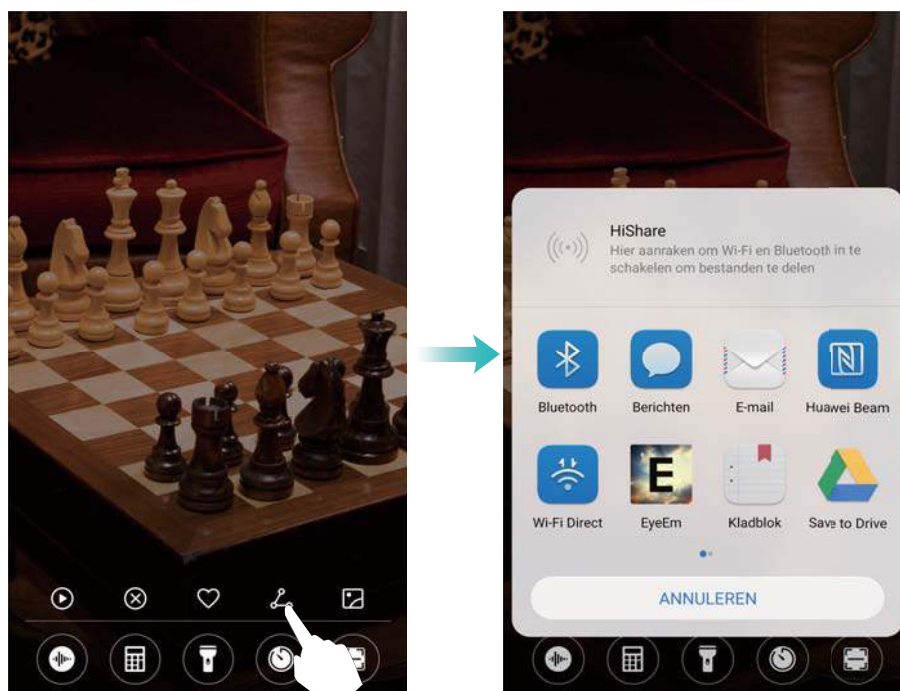 HiShare
Hier aanraken om Wi-Fi en Bluetooth in te
schakelen om bestanden te delen
Bluetooth
Berichten
E-mail
Huawei Beam
E
Wi-Fi Direct
EyeEm
Kladblok
Save to Drive
ANNULEREN